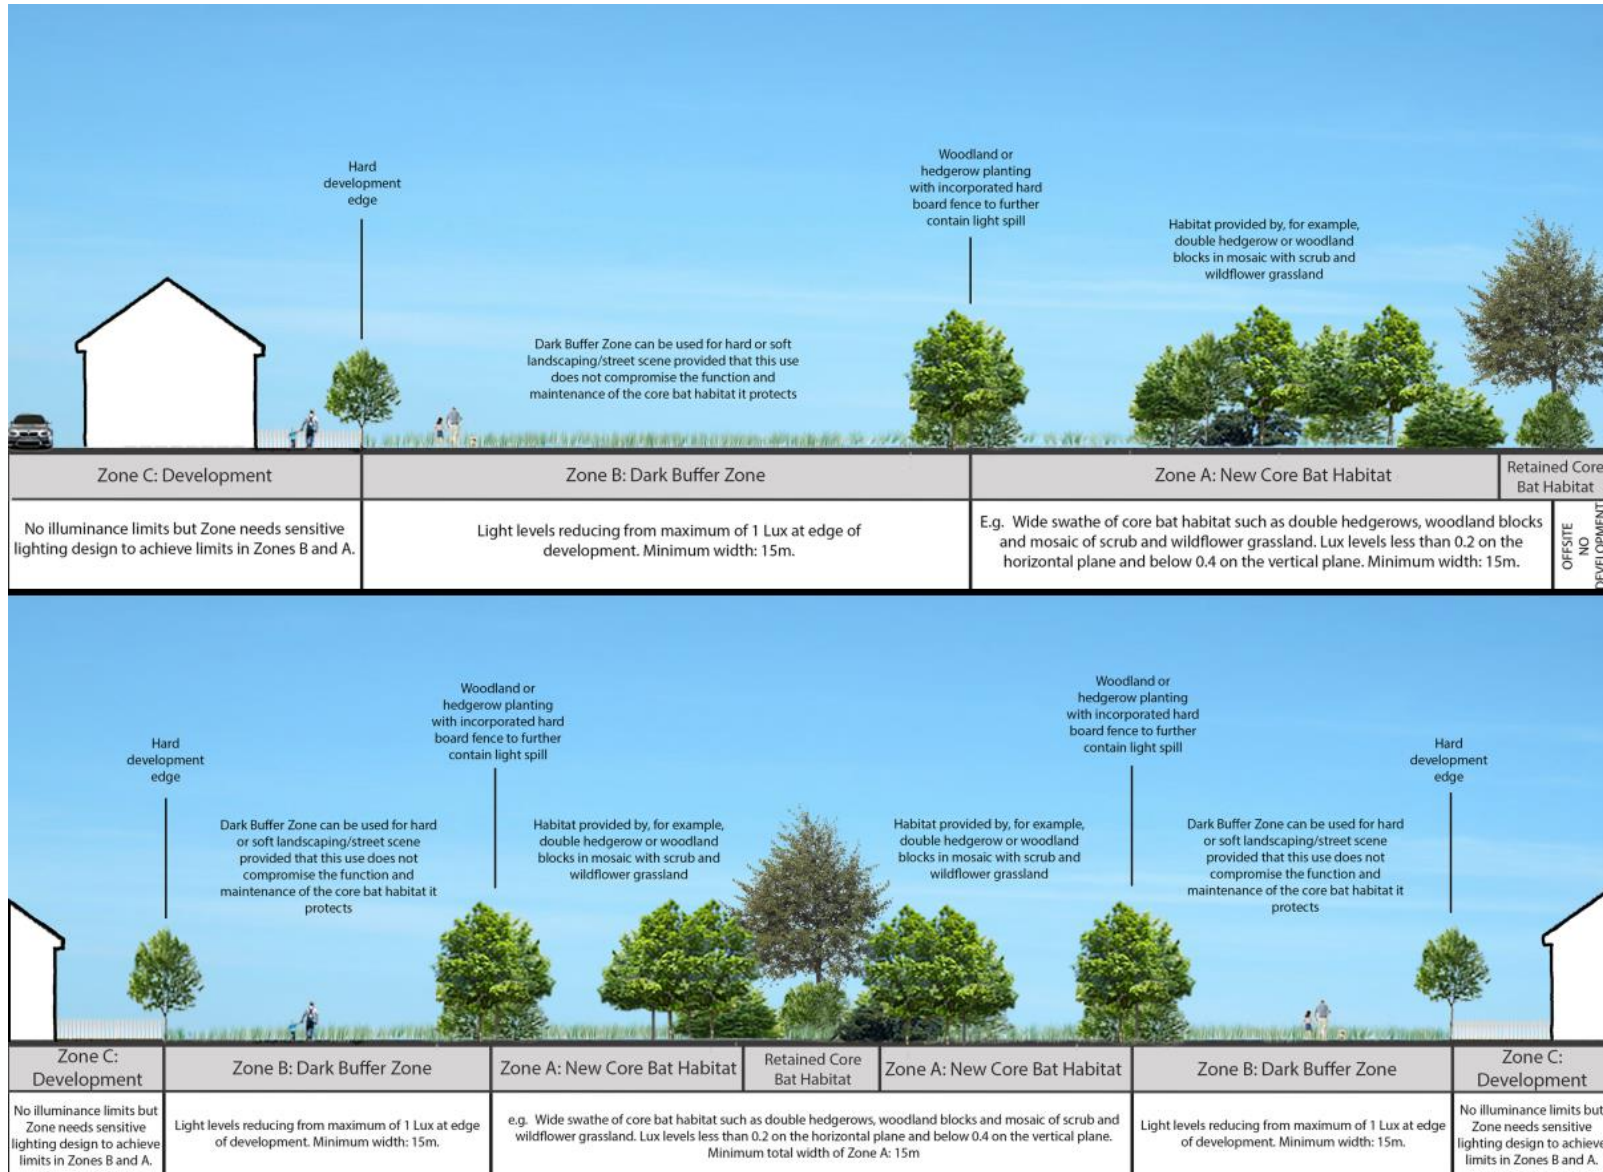 Hard
development
edge
Woodland or
hedgerow planting
with incorporated hard
board fence to further
contain light spill
Habitat provided by, for example,
double hedgerow or woodland
blocks in mosaic with scrub and
wildflower grassland
Dark Buffer Zone can be used for hard or soft
landscaping/street scene provided that this use
does not compromise the function and
maintenance of the core bat habitat it protects
Zone C: Development
Zone B: Dark Buffer Zone
Zone A: New Core Bat Habitat
Retained Core
Bat Habitat
No illuminance limits but Zone needs sensitive
lighting design to achieve limits in Zones B and A.
Light levels reducing from maximum of 1 Lux at edge of
development. Minimum width: 15m.
E.g. Wide swathe of core bat habitat such as double hedgerows, woodland blocks
and mosaic of scrub and wildflower grassland. Lux levels less than 0.2 on the
horizontal plane and below 0.4 on the vertical plane. Minimum width: 15m.
OFFSITE
NO
DEVELOPMENT
Hard
development
edge
Woodland or
hedgerow planting
with incorporated hard
board fence to further
contain light spill
Woodland or
hedgerow planting
with incorporated hard
board fence to further
contain light spill
Hard
development
edge
Dark Buffer Zone can be used for hard
or soft landscaping/street scene
provided that this use does not
compromise the function and
maintenance of the core bat habitat it
protects
Habitat provided by, for example,
double hedgerow or woodland
blocks in mosaic with scrub and
wildflower grassland
Habitat provided by, for example,
double hedgerow or woodland
blocks in mosaic with scrub and
wildflower grassland
Dark Buffer Zone can be used for hard
or soft landscaping/street scene
provided that this use does not
compromise the function and
maintenance of the core bat habitat it
protects
Zone C:
Development
Zone B: Dark Buffer Zone
Zone A: New Core Bat Habitat
Retained Core
Bat Habitat
Zone A: New Core Bat Habitat
Zone B: Dark Buffer Zone
Zone C:
Development
No illuminance limits but
Zone needs sensitive
lighting design to achieve
limits in Zones B and A.
Light levels reducing from maximum of 1 Lux at edge
of development. Minimum width: 15m.
e.g. Wide swathe of core bat habitat such as double hedgerows, woodland blocks and mosaic of scrub and
wildflower grassland. Lux levels less than 0.2 on the horizontal plane and below 0.4 on the vertical plane.
Minimum total width of Zone A: 15m
Light levels reducing from maximum of 1 Lux at edge
of development. Minimum width: 15m.
No illuminance limits but
Zone needs sensitive
lighting design to achieve
limits in Zones B and A.